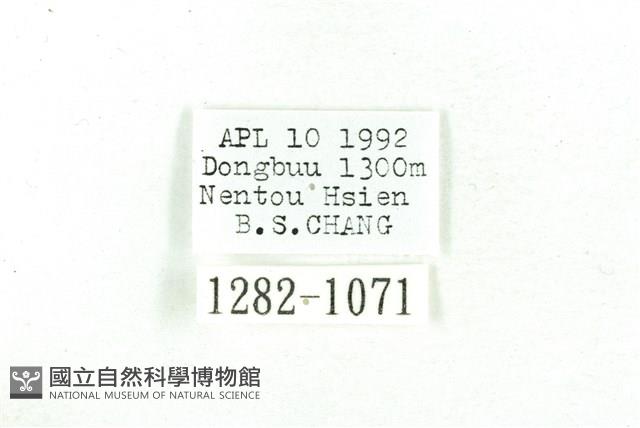 APL 10 1992
Dongbuu 1300m
Nentou Hsien
B.S.CHANG
1282-1071
國立自然科學博物館
NATIONAL MUSEUM OF NATURAL SCIENCE